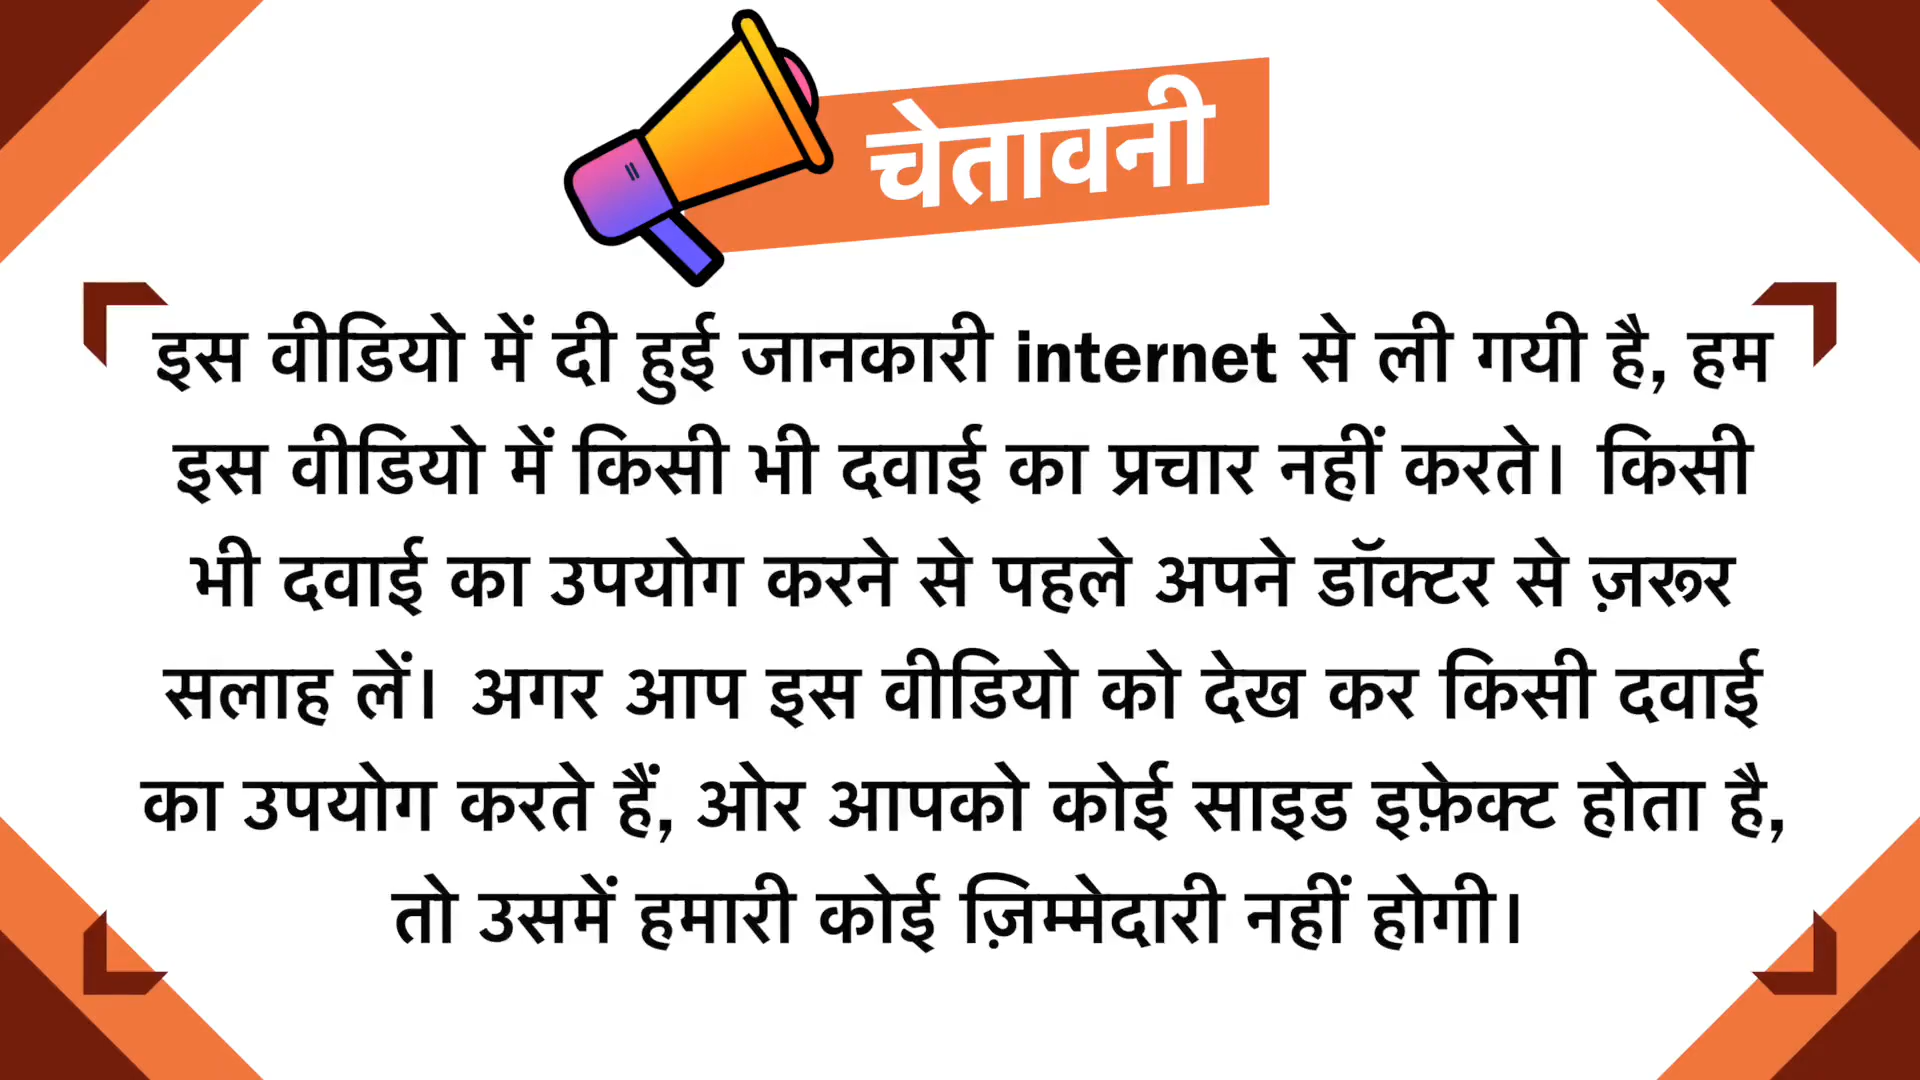 चेतावनी
इस वीडियो में दी हुई जानकारी internet से ली गयी है, हम
इस वीडियो में किसी भी दवाई का प्रचार नहीं करते। किसी
भी दवाई का उपयोग करने से पहले अपने डॉक्टर से ज़रूर
सलाह लें। अगर आप इस वीडियो को देख कर किसी दवाई
का उपयोग करते हैं, ओर आपको कोई साइड इफ़ेक्ट होता है,
तो उसमें हमारी कोई ज़िम्मेदारी नहीं होगी।